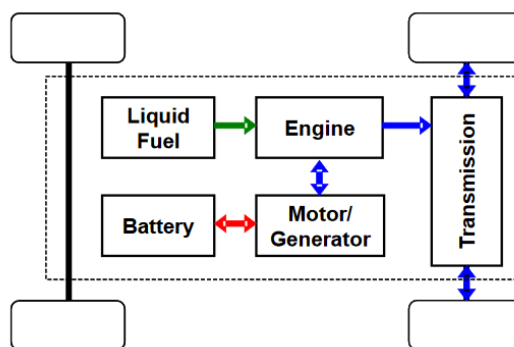 Liquid
Fuel
Engine
Transmission
Battery
Motor/
Generator